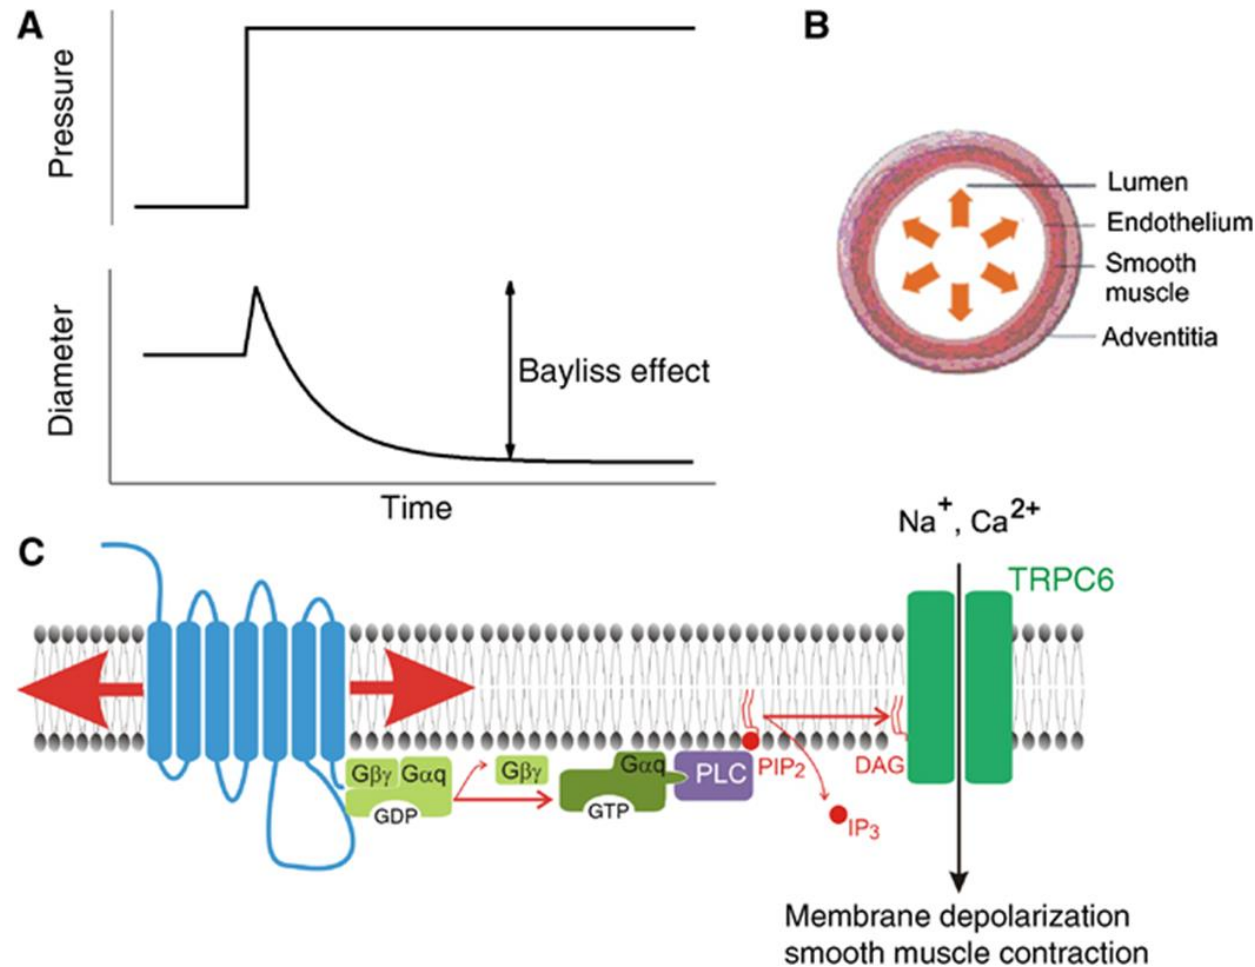 A
Pressure
Diameter
Bayliss effect
Time
B
Lumen
Endothelium
Smooth
muscle
Adventitia
C
Na+, Ca2+
TRPC6
Gβγ
Gαq
GDP
Gβγ
Gαq
GTP
PLC
PIP2
DAG
IP3
Membrane depolarization
smooth muscle contraction